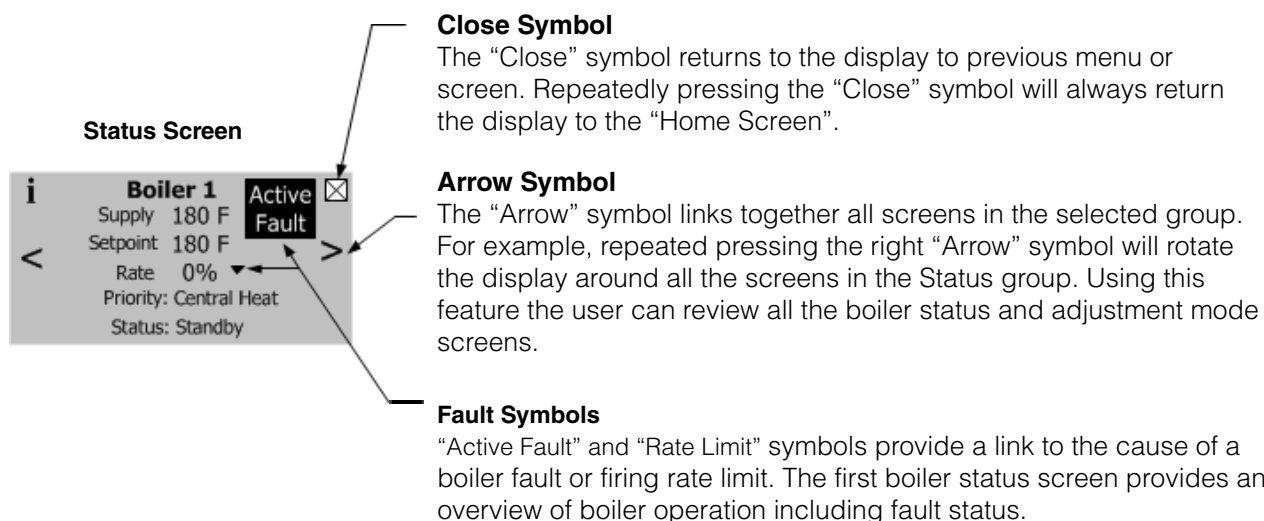 Close Symbol
The “Close” symbol returns to the display to previous menu or
screen. Repeatedly pressing the “Close” symbol will always return
the display to the “Home Screen”.
Status Screen
i
Boiler 1
Active
Fault
Supply 180 F
Setpoint 180 F
<
>
Rate 0%
Priority: Central Heat
Status: Standby
Arrow Symbol
The “Arrow” symbol links together all screens in the selected group.
For example, repeated pressing the right “Arrow” symbol will rotate
the display around all the screens in the Status group. Using this
feature the user can review all the boiler status and adjustment mode
screens.
Fault Symbols
“Active Fault” and “Rate Limit” symbols provide a link to the cause of a
boiler fault or firing rate limit. The first boiler status screen provides an
overview of boiler operation including fault status.